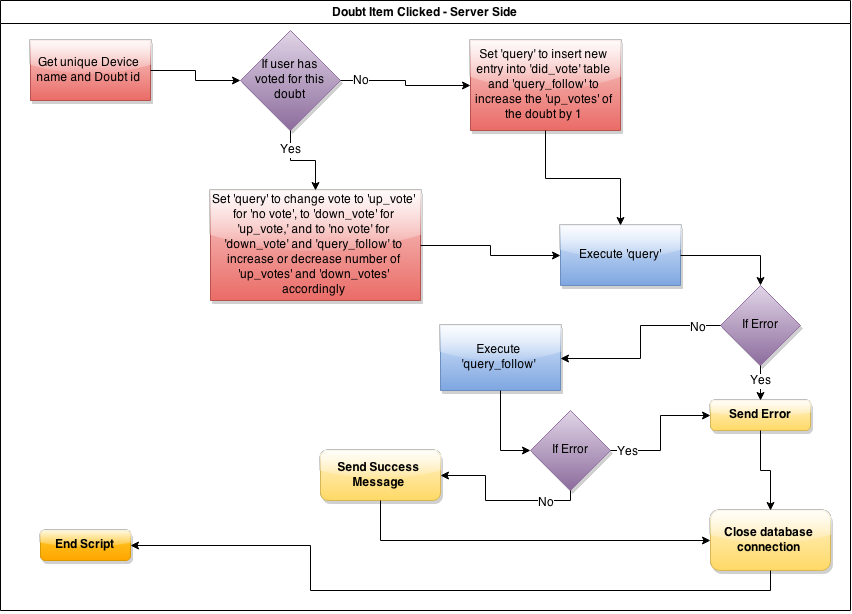 Doubt Item Clicked - Server Side
Get unique Device
name and Doubt id
If user has
voted for this
doubt
No
Set 'query' to insert new
entry into 'did_vote' table
and 'query_follow' to
increase the 'up_votes' of
the doubt by 1
Yes
Set 'query' to change vote to 'up_vote'
for 'no vote', to 'down_vote' for
'up_vote,' and to 'no vote' for
'down_vote' and 'query_follow' to
increase or decrease number of
'up_votes' and 'down_votes'
accordingly
Execute 'query'
If Error
No
Yes
Execute
'query_follow'
Send Error
If Error
Yes
No
Send Success
Message
Close database
connection
End Script